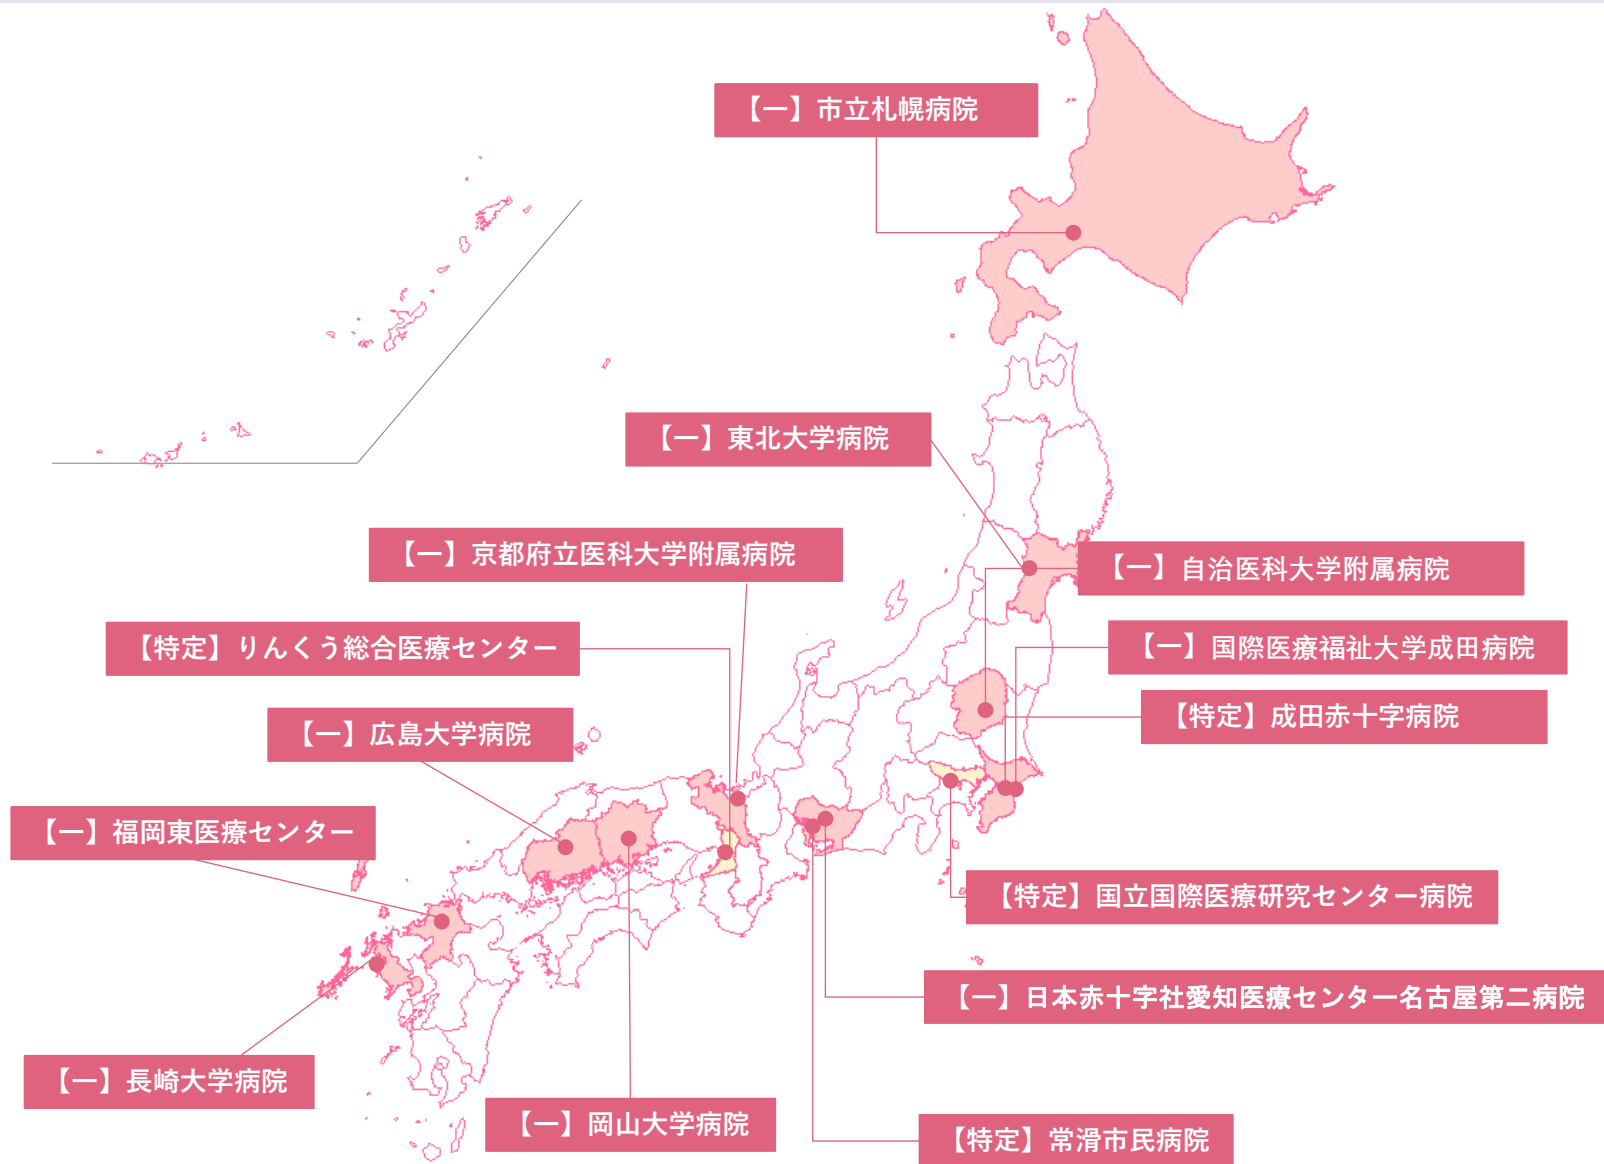 【一】市立札幌病院
【一】東北大学病院
【一】京都府立医科大学附属病院
【一】自治医科大学附属病院
【特定】りんくう総合医療センター
【一】国際医療福祉大学成田病院
【特定】成田赤十字病院
【一】広島大学病院
【一】福岡東医療センター
【特定】国立国際医療研究センター病院
【一】日本赤十字社愛知医療センター名古屋第二病院
【一】長崎大学病院
【一】岡山大学病院
【特定】常滑市民病院